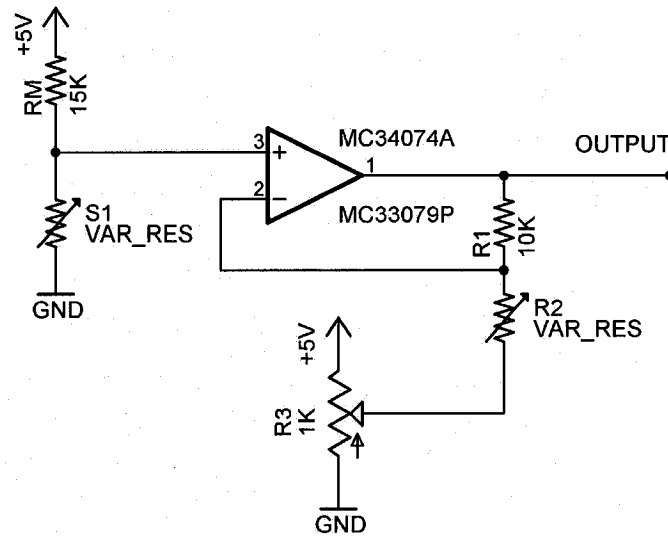 +5V
RM
15K
3
+
2
-
1
MC34074A
MC33079P
OUTPUT
S1
VAR_RES
GND
R1
10K
R2
VAR_RES
+5V
R3
1K
GND